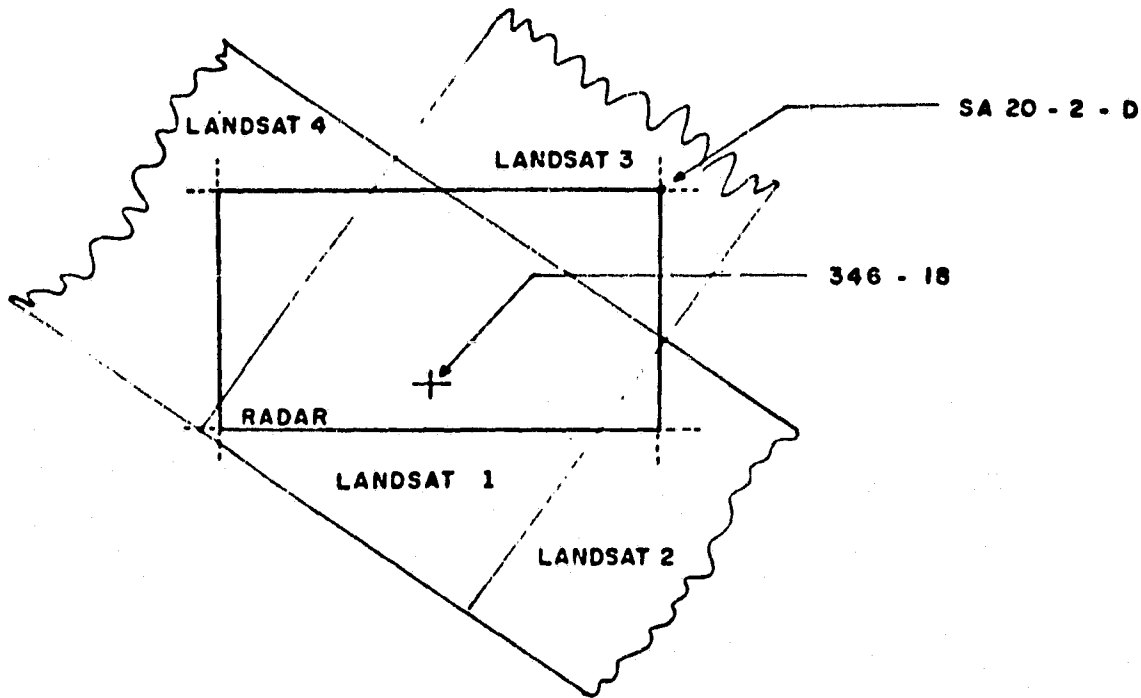 SA 20 - 2 - D
LANDSAT 4
LANDSAT 3
346 - 18
RADAR
LANDSAT 1
LANDSAT 2